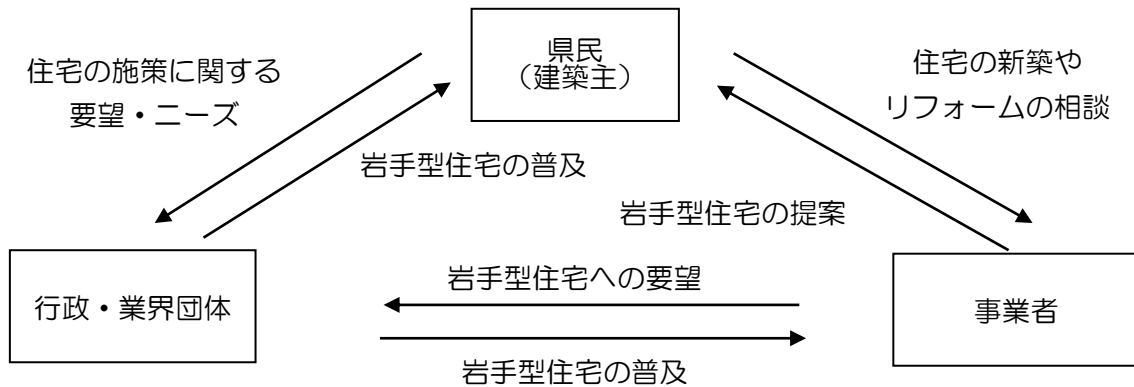 県民
（建築主）
住宅の施策に関する
要望・ニーズ
住宅の新築や
リフォームの相談
岩手型住宅の普及
岩手型住宅の提案
行政・業界団体
岩手型住宅への要望
事業者
岩手型住宅の普及